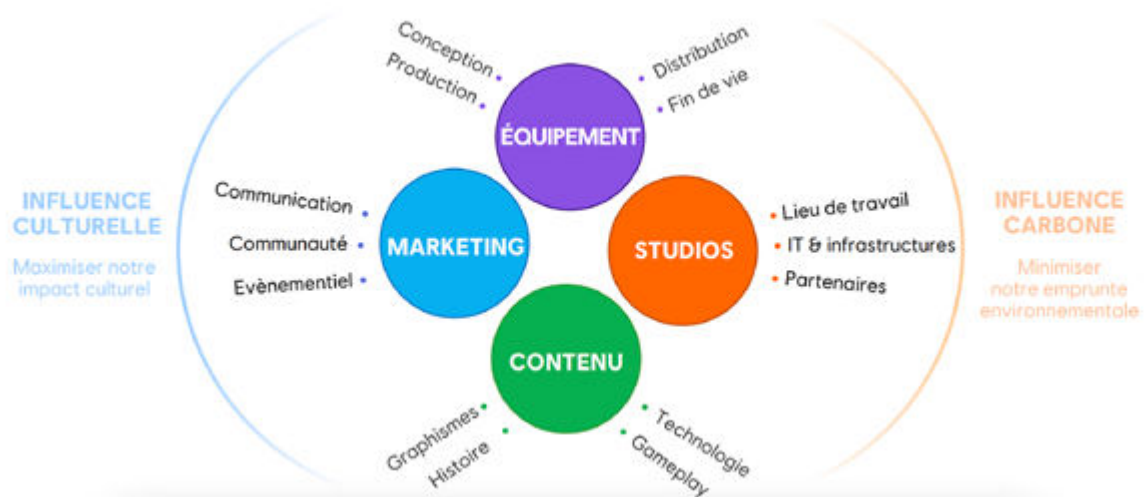 Conception
Production
Distribution
Fin de vie
ÉQUIPEMENT
INFLUENCE
CULTURELLE
Maximiser notre
impact culturel
Communication
Communauté
Evènementiel
MARKETING
STUDIOS
Lieu de travail
IT & infrastructures
Partenaires
INFLUENCE
CARBONE
Minimiser
notre emprunte
environnementale
CONTENU
Graphismes
Histoire
Technologie
Gameplay